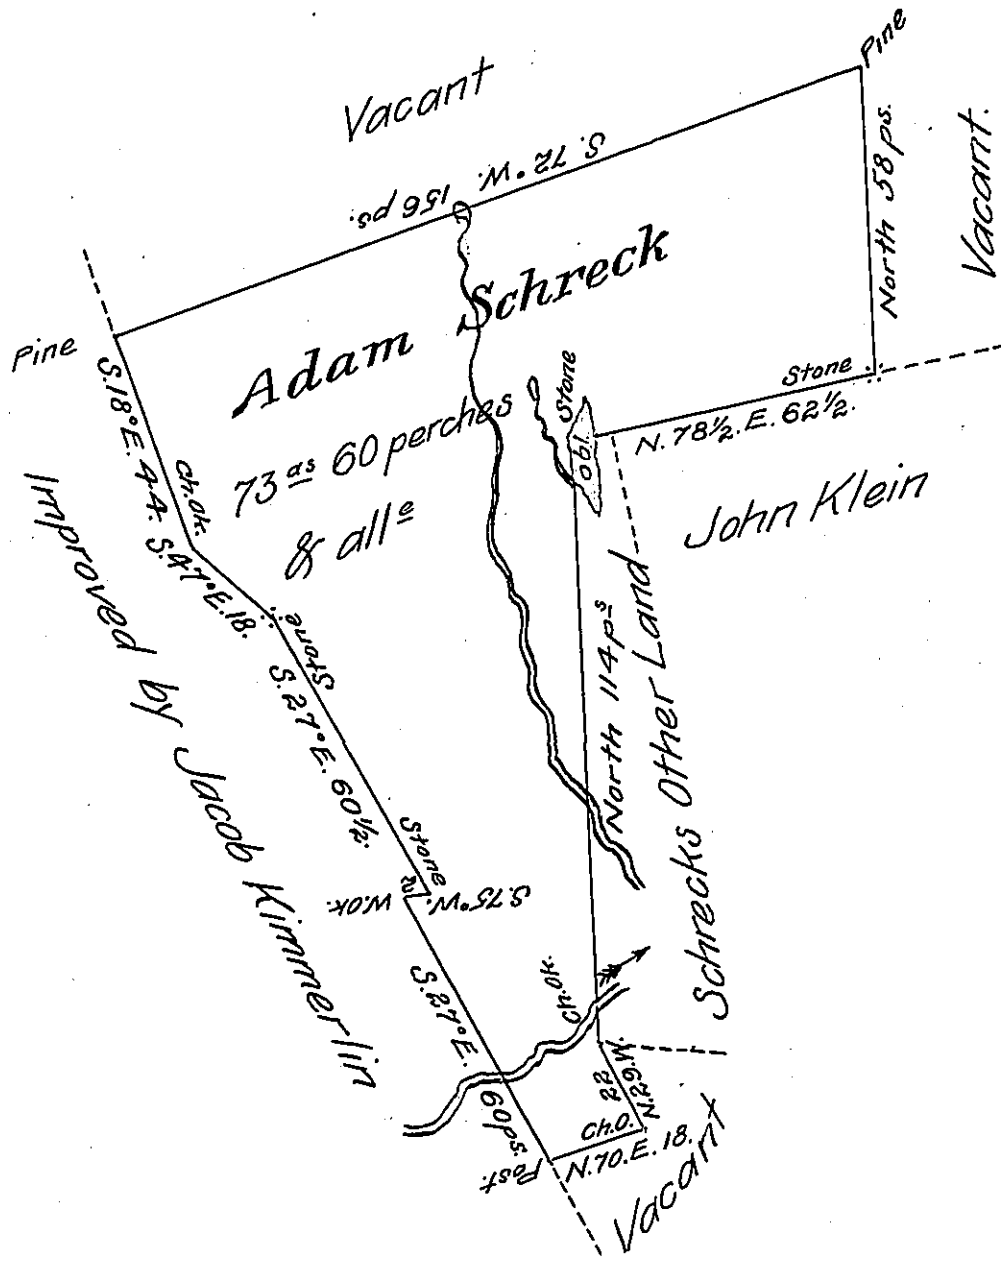 Vacant
Pine
S. 72° W. 156 ps.
North 58 ps.
Vacant.
Adam Schreck
73 as 60 perches
& all e
Pine
S. 18° E. 44.
Ch.ok.
S. 47° E. 18.
Stone
S. 27° E. 60½.
Stone
S. 75° W.
W.ok.
S. 27° E. 60 ps.
Post.
Ch.O.
N. 70. E. 18.
22
N. 29. W.
Ch.Ok.
North 114 ps
Stone
obl.
N. 78½. E. 62½.
Stone
John Klein
Schrecks Other Land
Improved by Jacob Kimmerlin
Vacant